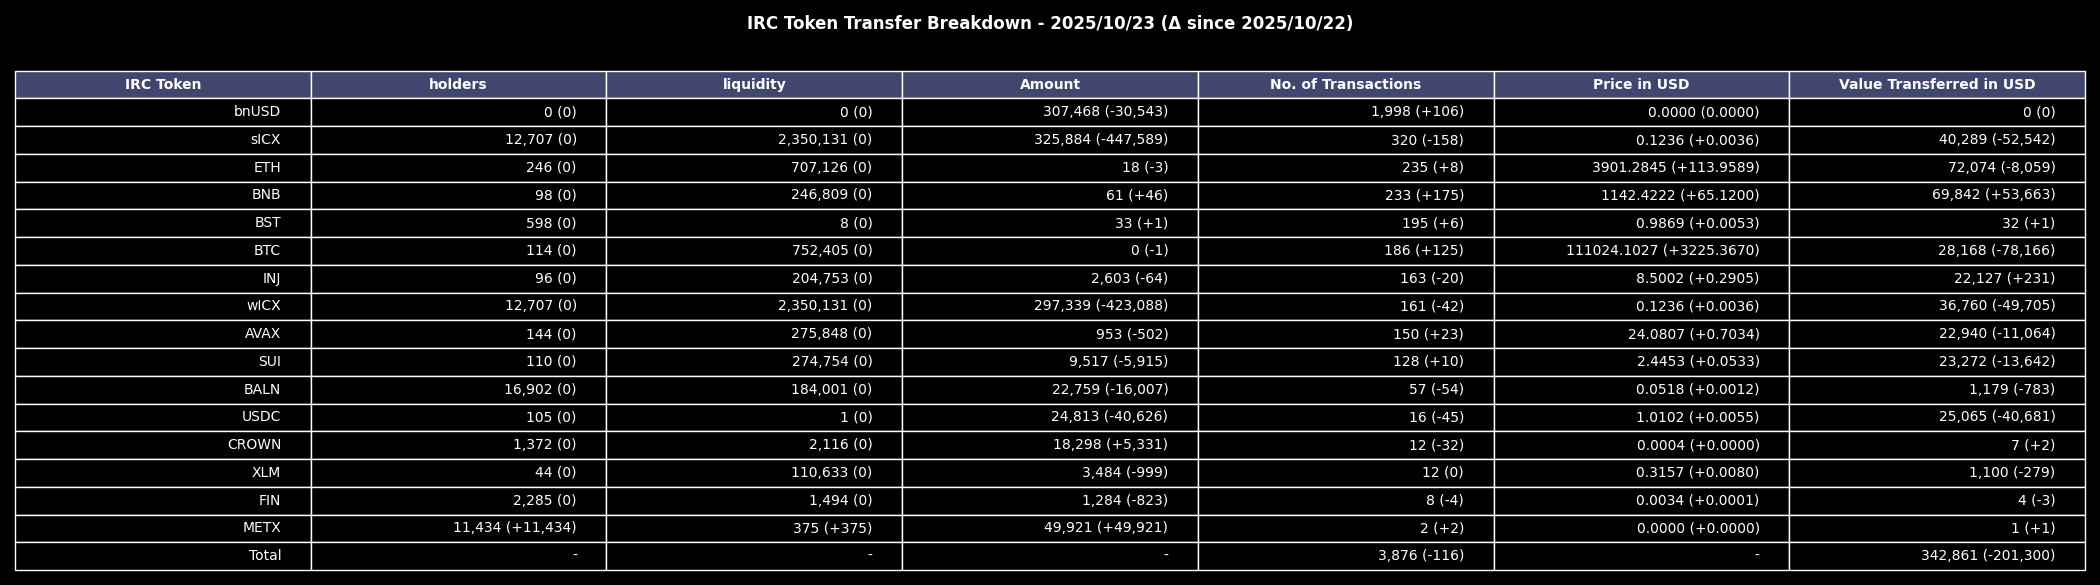 IRC Token Transfer Breakdown - 2025/10/23 (Δ since 2025/10/22)
IRC Token holders liquidity Amount No. of Transactions Price in USD Value Transferred in USD
bnUSD 0 (0) 0 (0) 307,468 (-30,543) 1,998 (+106) 0.0000 (0.0000) 0 (0)
sICX 12,707 (0) 2,350,131 (0) 325,884 (-447,589) 320 (-158) 0.1236 (+0.0036) 40,289 (-52,542)
ETH 246 (0) 707,126 (0) 18 (-3) 235 (+8) 3901.2845 (+113.9589) 72,074 (-8,059)
BNB 98 (0) 246,809 (0) 61 (+46) 233 (+175) 1142.4222 (+65.1200) 69,842 (+53,663)
BST 598 (0) 8 (0) 33 (+1) 195 (+6) 0.9869 (+0.0053) 32 (+1)
BTC 114 (0) 752,405 (0) 0 (-1) 186 (+125) 111024.1027 (+3225.3670) 28,168 (-78,166)
INJ 96 (0) 204,753 (0) 2,603 (-64) 163 (-20) 8.5002 (+0.2905) 22,127 (+231)
wICX 12,707 (0) 2,350,131 (0) 297,339 (-423,088) 161 (-42) 0.1236 (+0.0036) 36,760 (-49,705)
AVAX 144 (0) 275,848 (0) 953 (-502) 150 (+23) 24.0807 (+0.7034) 22,940 (-11,064)
SUI 110 (0) 274,754 (0) 9,517 (-5,915) 128 (+10) 2.4453 (+0.0533) 23,272 (-13,642)
BALN 16,902 (0) 184,001 (0) 22,759 (-16,007) 57 (-54) 0.0518 (+0.0012) 1,179 (-783)
USDC 105 (0) 1 (0) 24,813 (-40,626) 16 (-45) 1.0102 (+0.0055) 25,065 (-40,681)
CROWN 1,372 (0) 2,116 (0) 18,298 (+5,331) 12 (-32) 0.0004 (+0.0000) 7 (+2)
XLM 44 (0) 110,633 (0) 3,484 (-999) 12 (0) 0.3157 (+0.0080) 1,100 (-279)
FIN 2,285 (0) 1,494 (0) 1,284 (-823) 8 (-4) 0.0034 (+0.0001) 4 (-3)
METX 11,434 (+11,434) 375 (+375) 49,921 (+49,921) 2 (+2) 0.0000 (+0.0000) 1 (+1)
Total - - - 3,876 (-116) - 342,861 (-201,300)